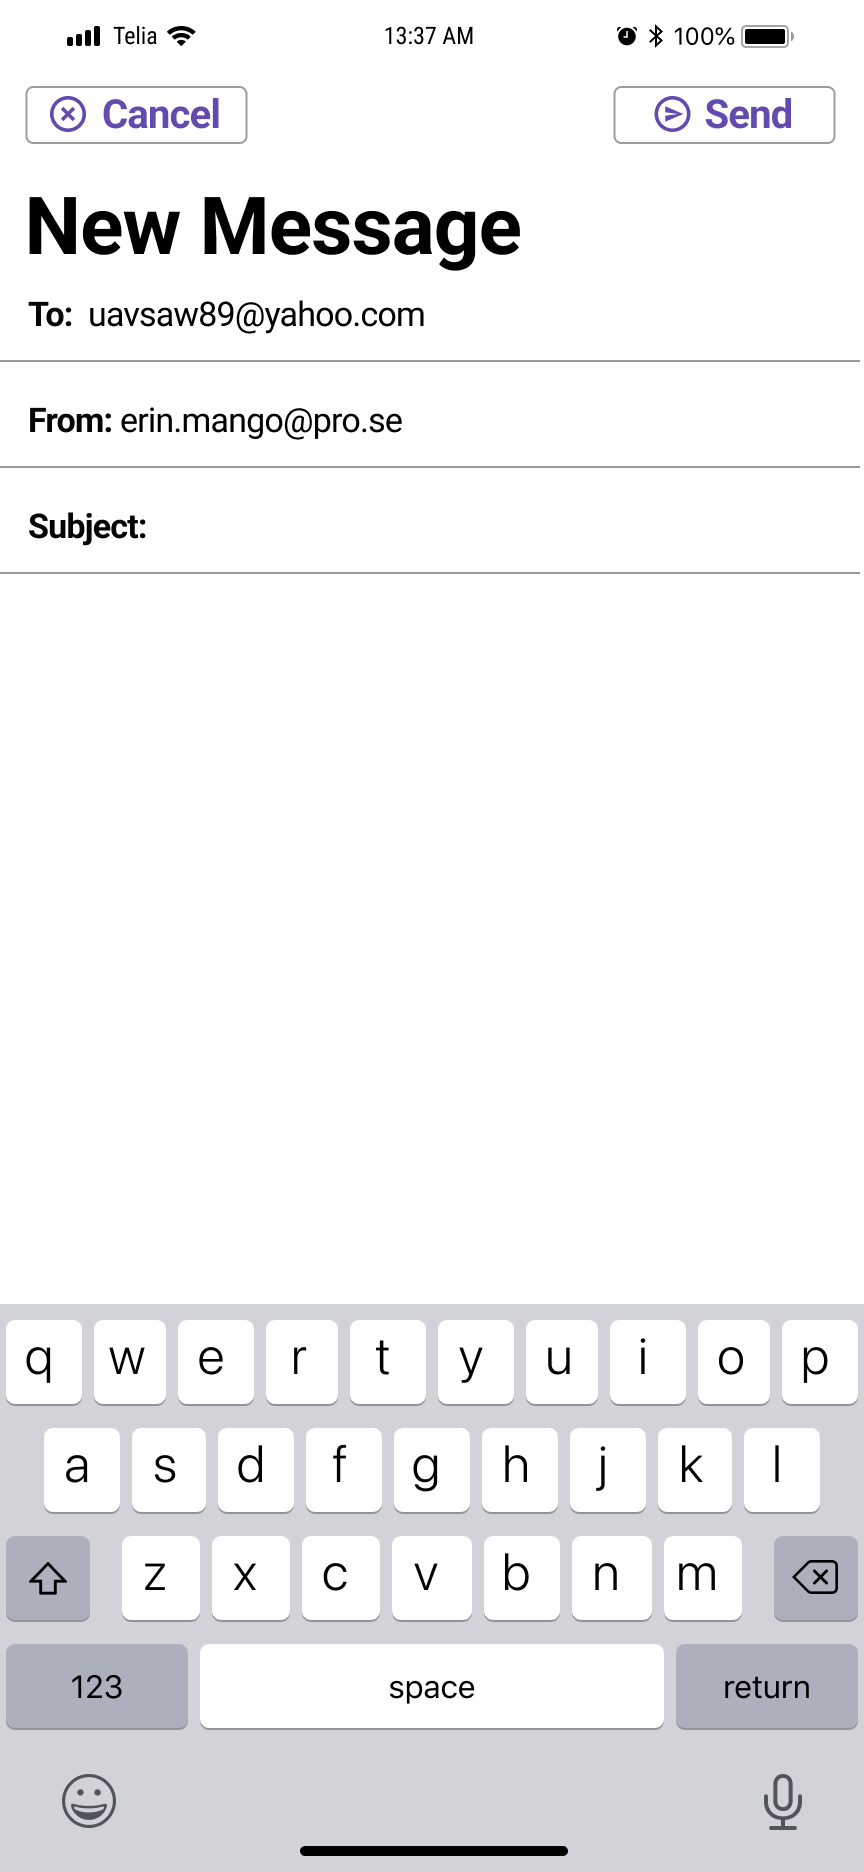 Telia 13:37 AM 100%
Cancel Send
New Message
To: uavsaw89@yahoo.com
From: erin.mango@pro.se
Subject:
q w e r t y u i o p
a s d f g h j k l
z x c v b n m
123 space return